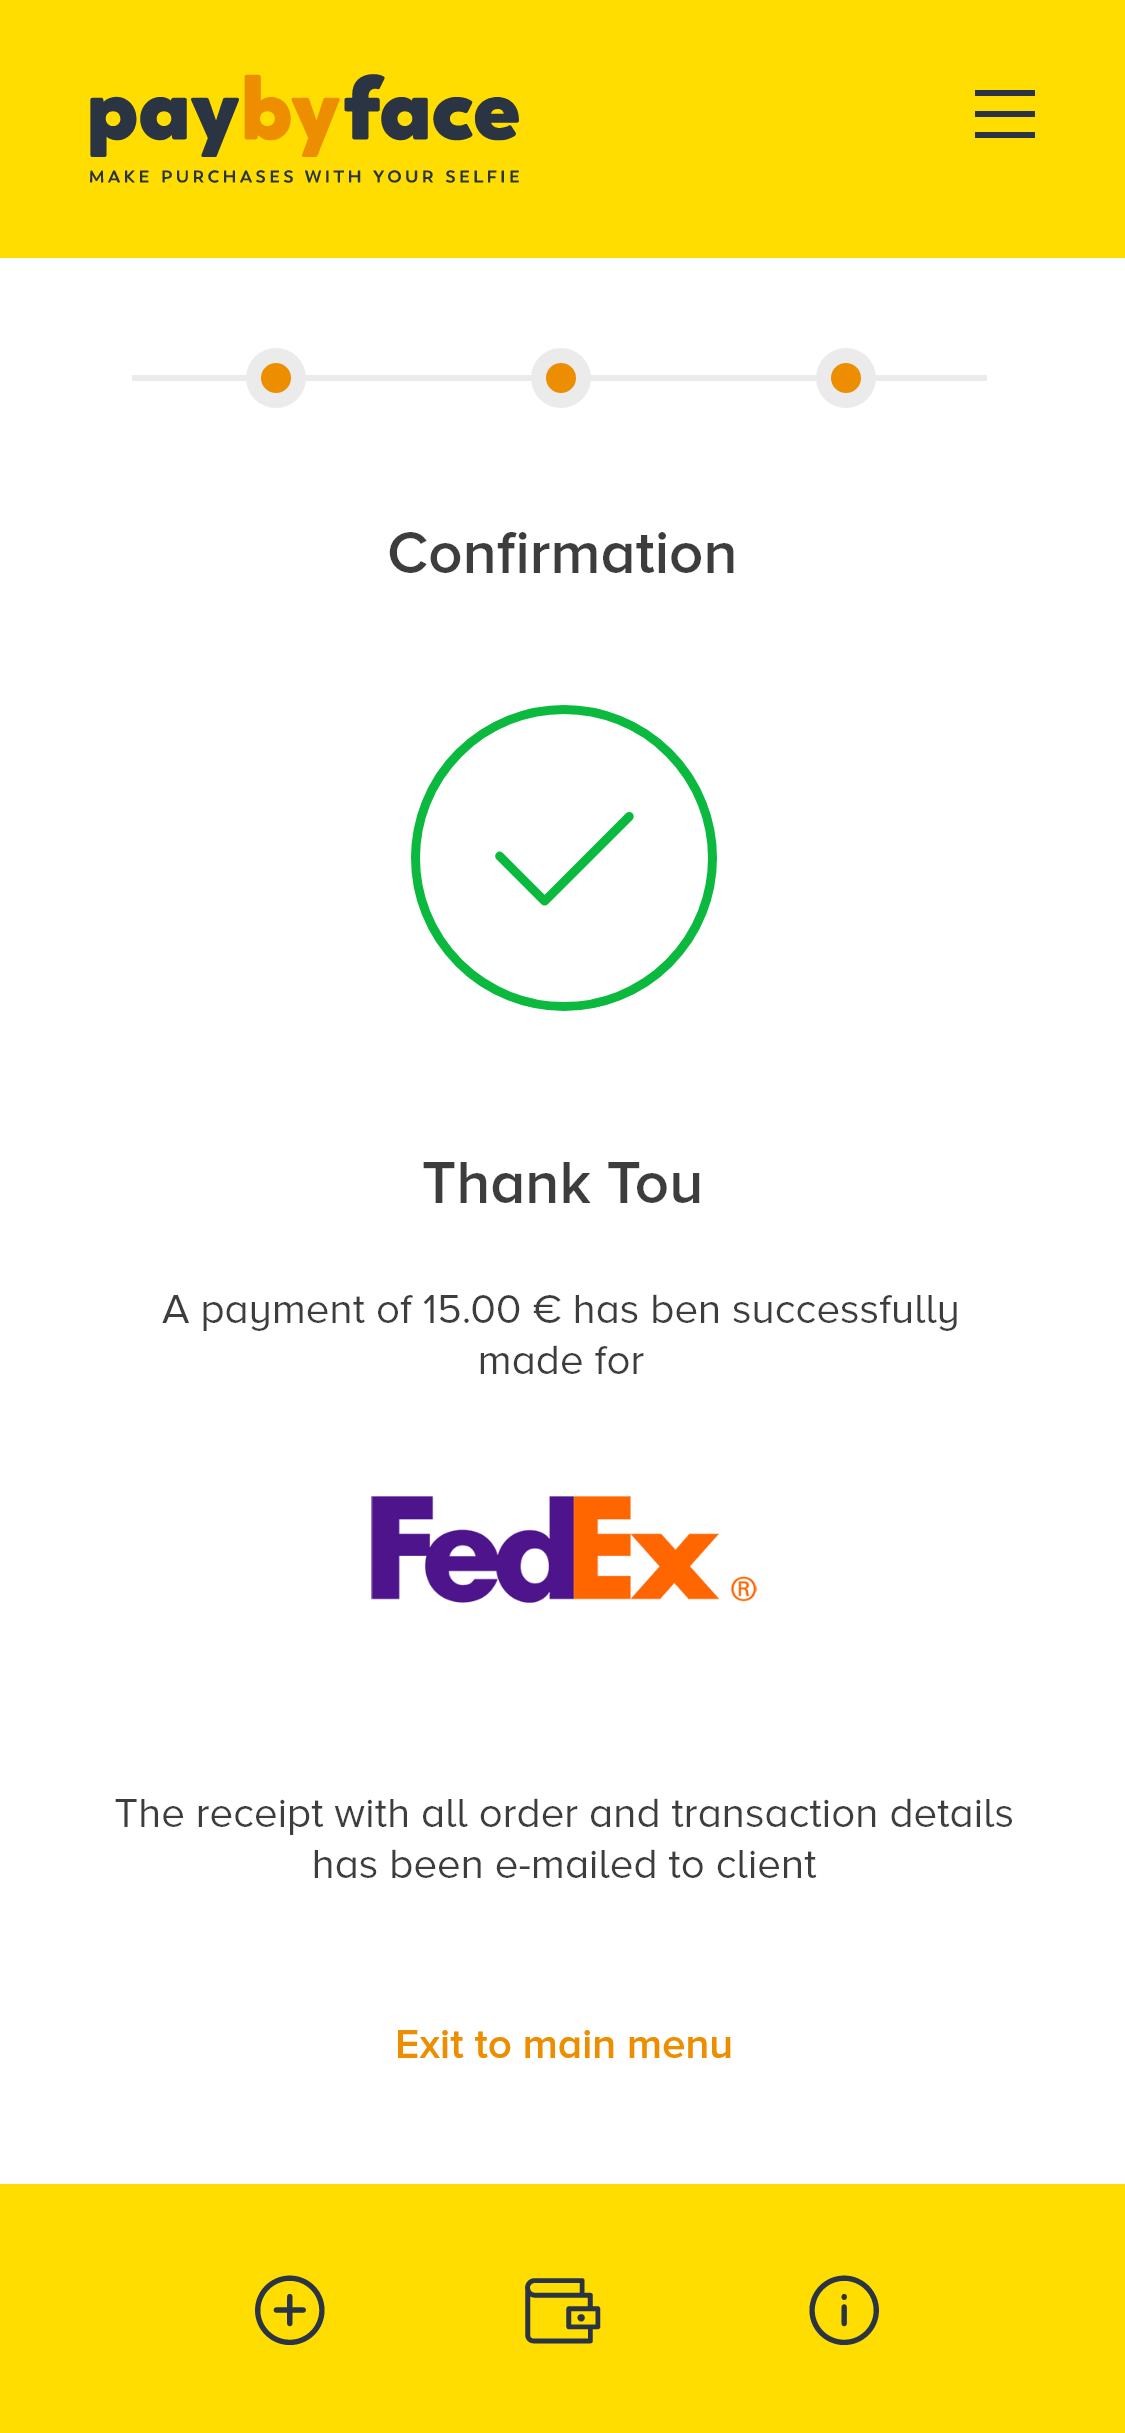 paybyface
MAKE PURCHASES WITH YOUR SELFIE
Confirmation
Thank Tou
A payment of 15.00 € has ben successfully
made for
FedEx®
The receipt with all order and transaction details
has been e-mailed to client
Exit to main menu